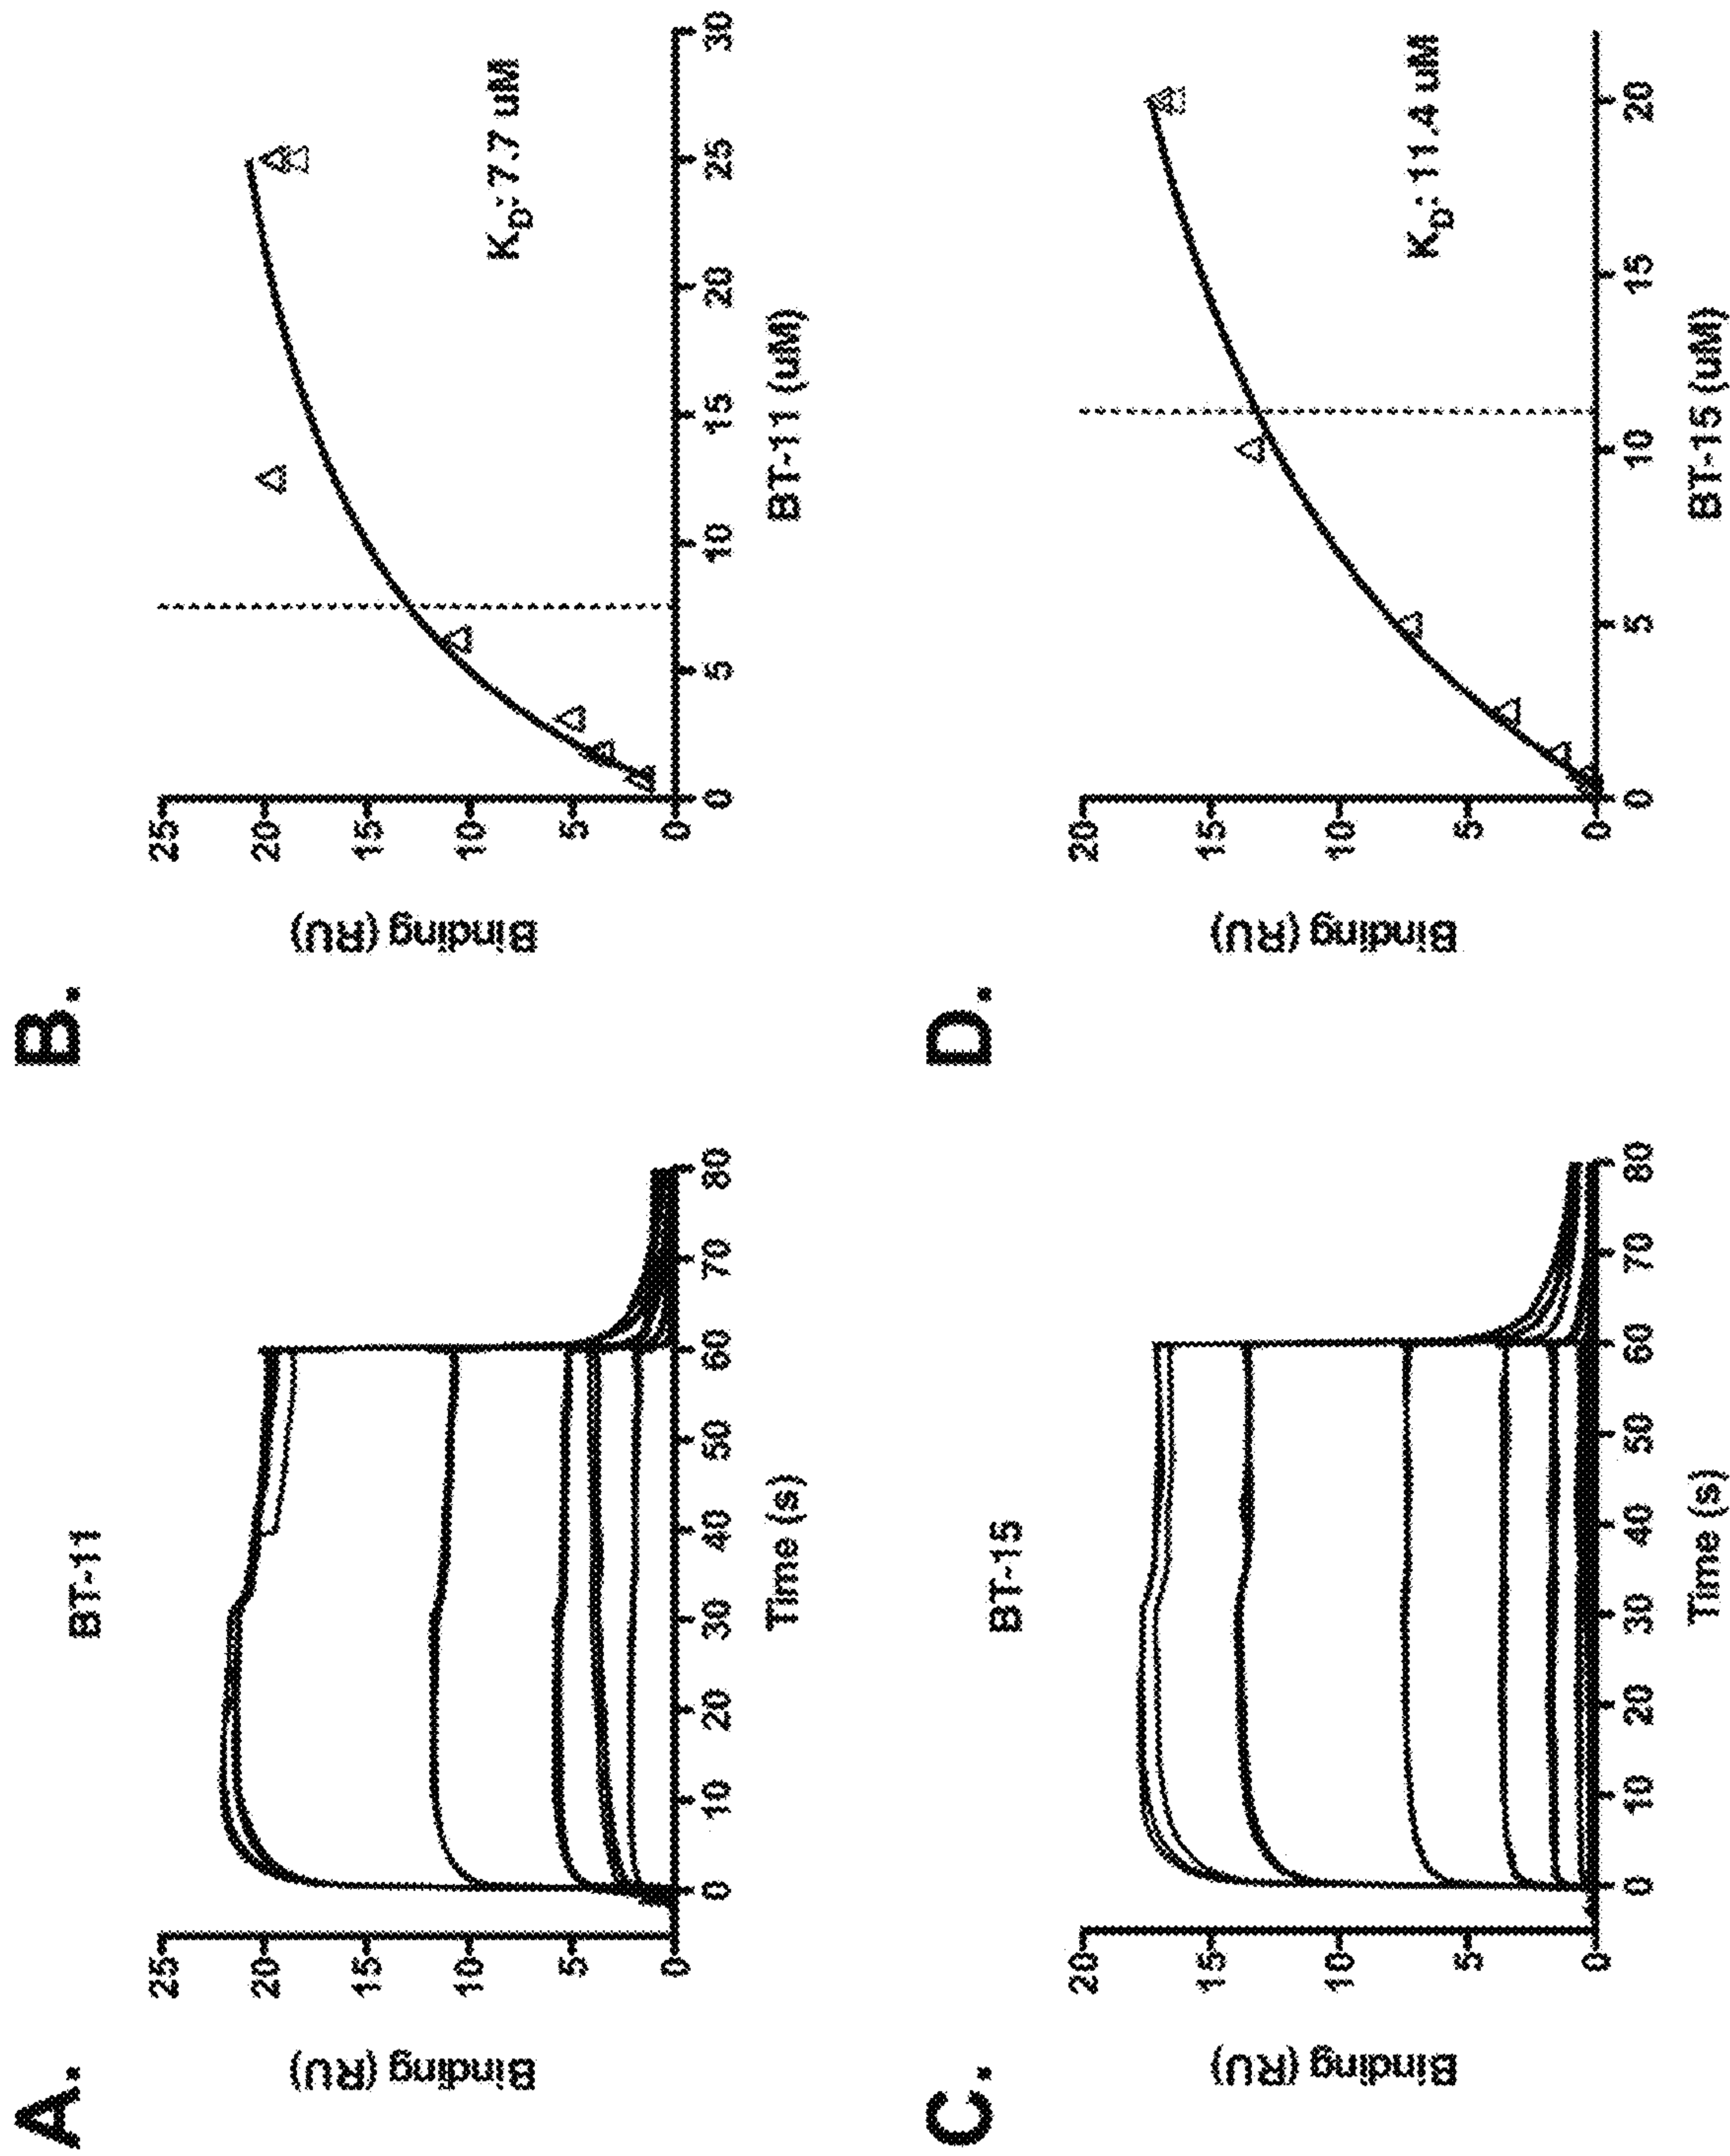 A.
BT-11
Binding (RU)
25
20
15
10
5
0
0 10 20 30 40 50 60 70 80
Time (s)
B.
Binding (RU)
25
20
15
10
5
0
K_D: 7.7 uM
0 5 10 15 20 25 30
BT-11 (uM)
C.
BT-15
Binding (RU)
20
15
10
5
0
0 10 20 30 40 50 60 70 80
Time (s)
D.
Binding (RU)
20
15
10
5
0
K_D: 11.4 uM
0 5 10 15 20
BT-15 (uM)